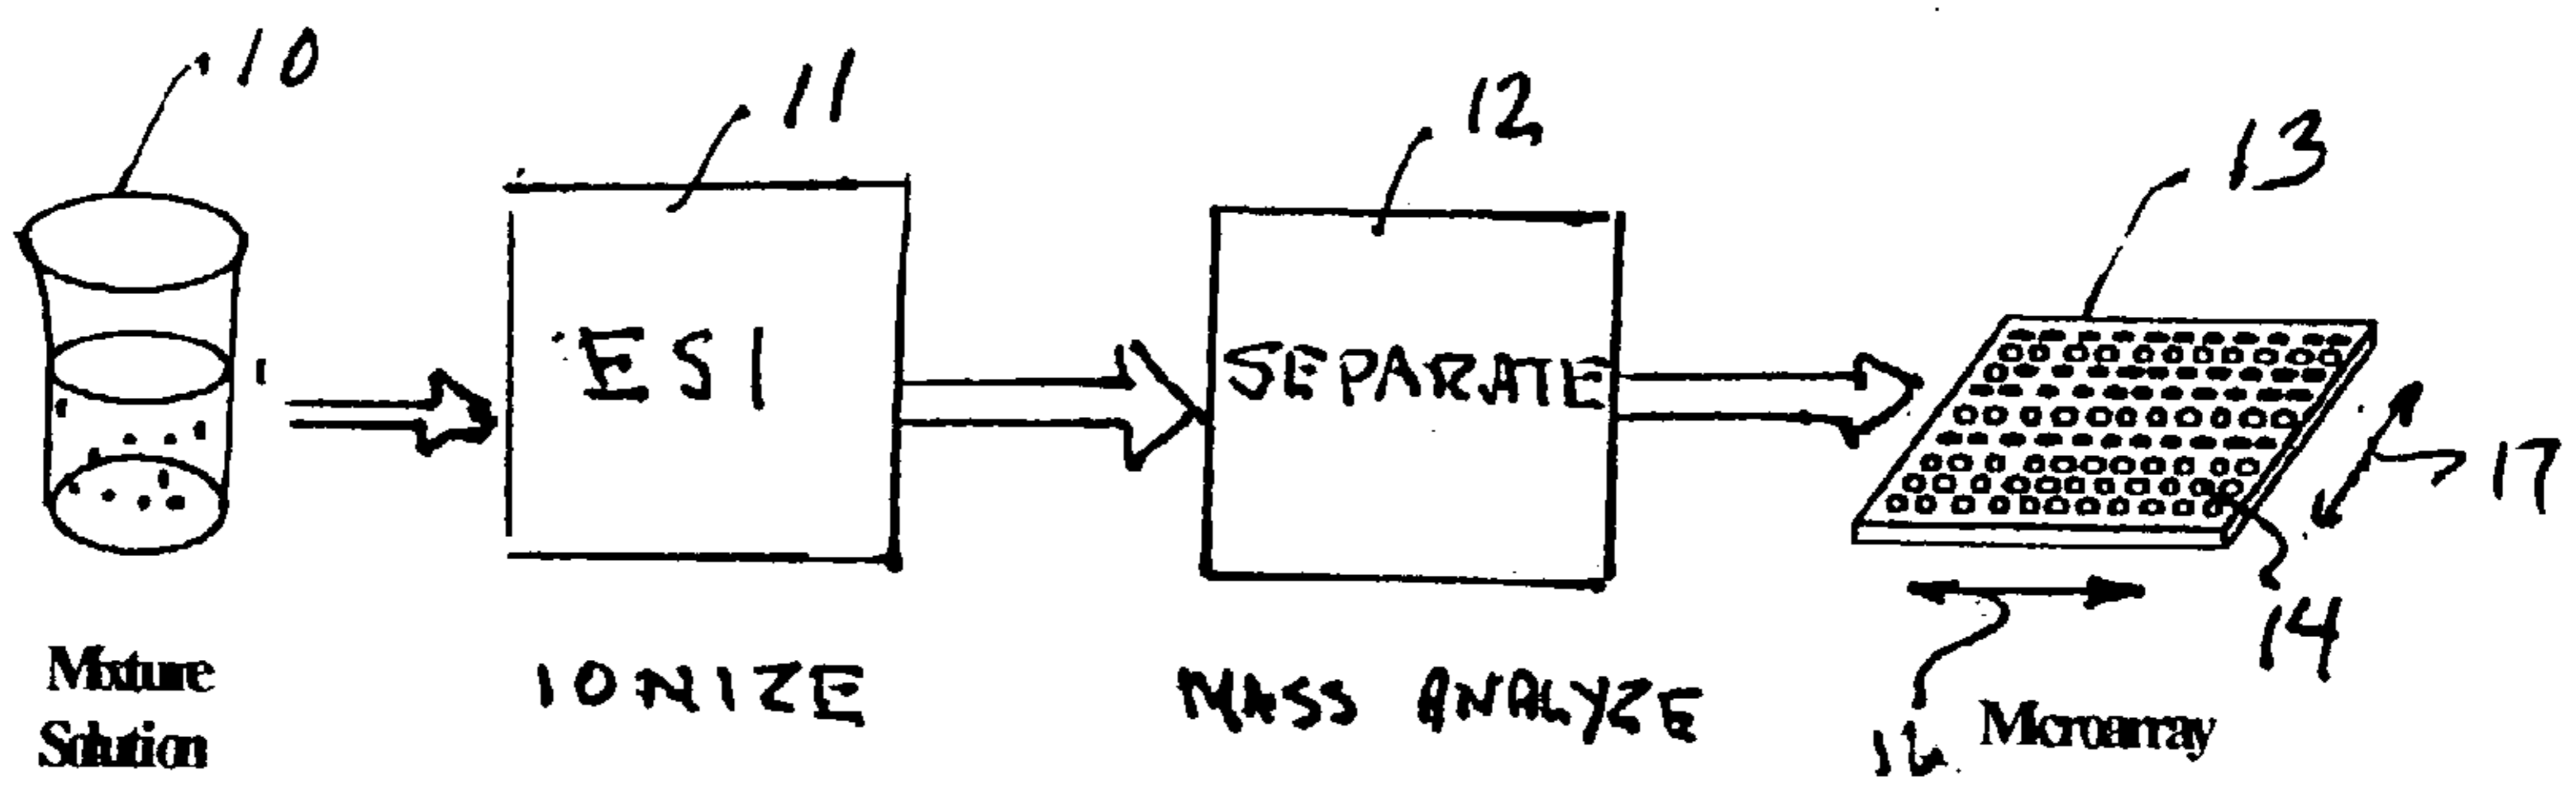 10
11
12
13
ESI
SEPARATE
17
14
16
Mixture
Solution
IONIZE
MASS ANALYZE
Microarray